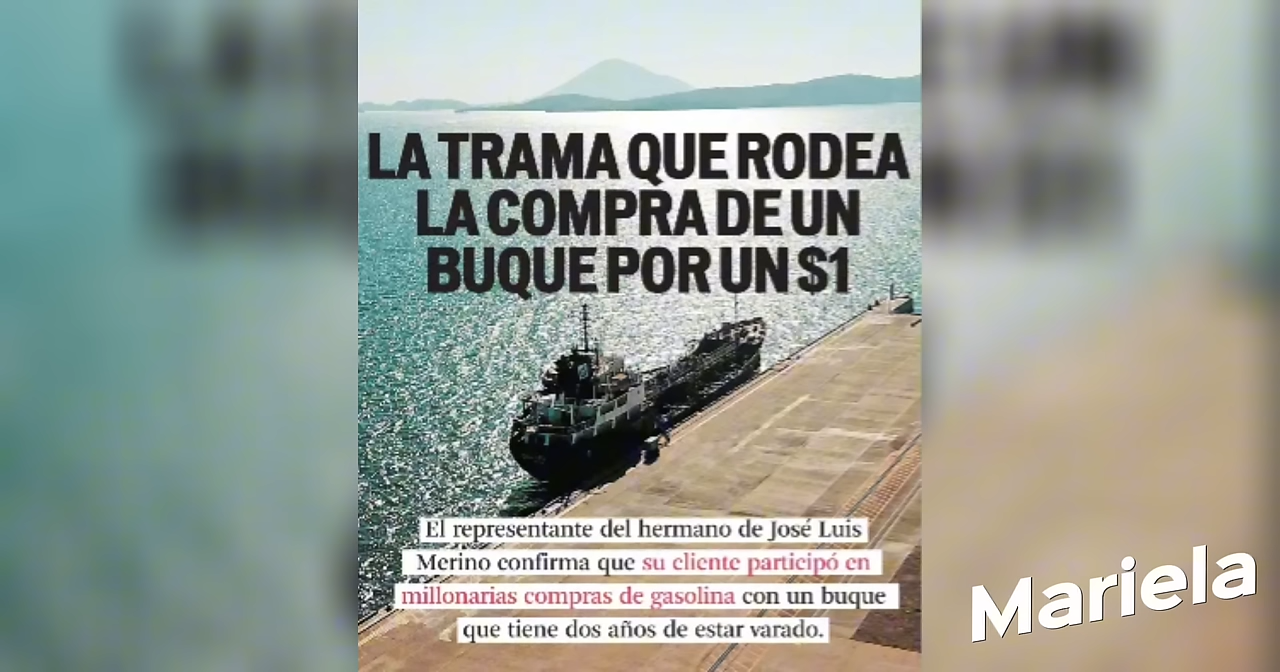 LA TRAMA QUE RODEA
LA COMPRA DE UN
BUQUE POR UN $1
El representante del hermano de José Luis
Merino confirma que su cliente participó en
millonarias compras de gasolina con un buque
que tiene dos años de estar varado.
Mariela